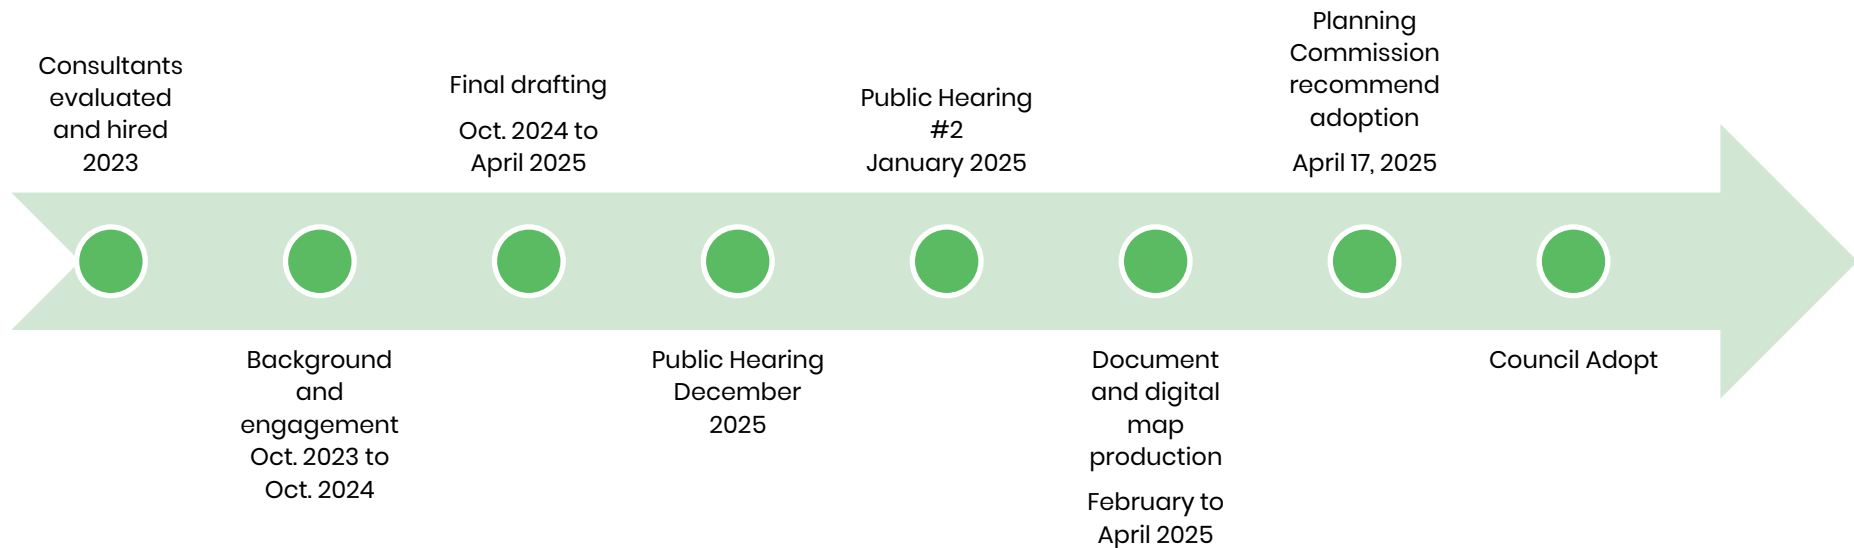 Consultants
evaluated
and hired
2023
Background
and
engagement
Oct. 2023 to
Oct. 2024
Final drafting
Oct. 2024 to
April 2025
Public Hearing
December
2025
Public Hearing
#2
January 2025
Document
and digital
map
production
February to
April 2025
Planning
Commission
recommend
adoption
April 17, 2025
Council Adopt